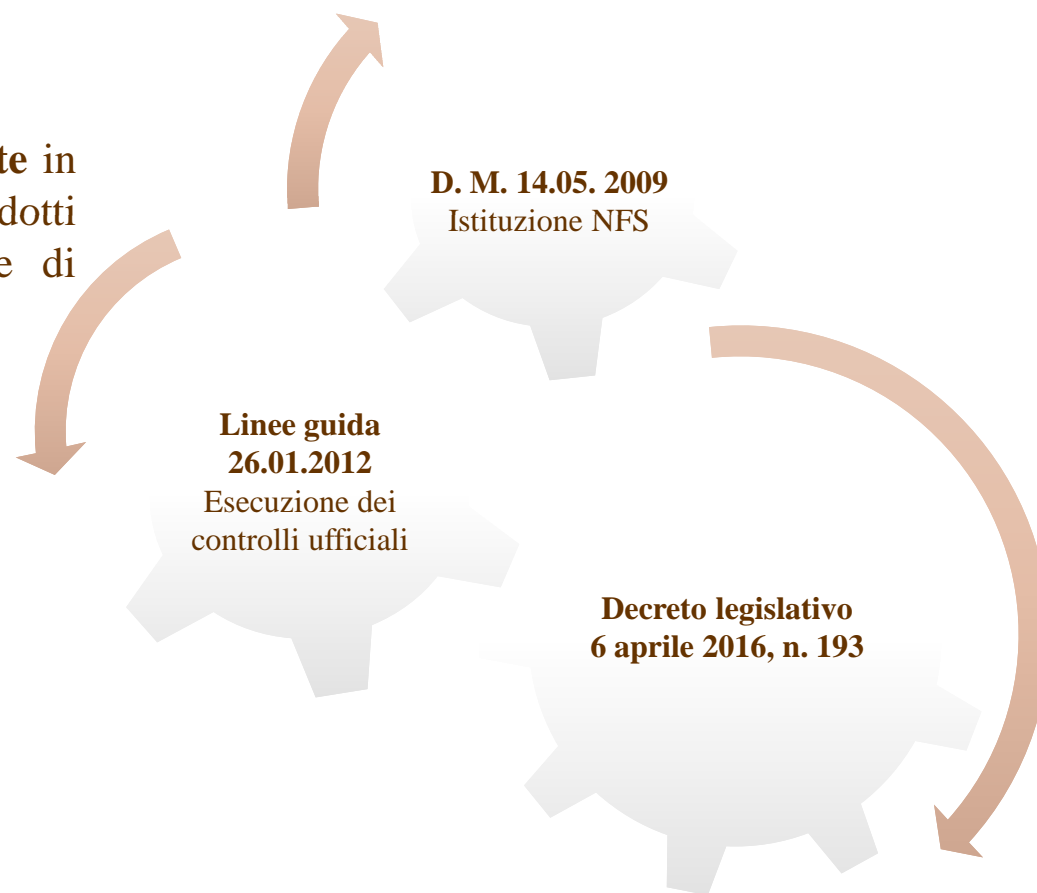 te in
dotti
e di
D. M. 14.05. 2009
Istituzione NFS
Linee guida
26.01.2012
Esecuzione dei
controlli ufficiali
Decreto legislativo
6 aprile 2016, n. 193